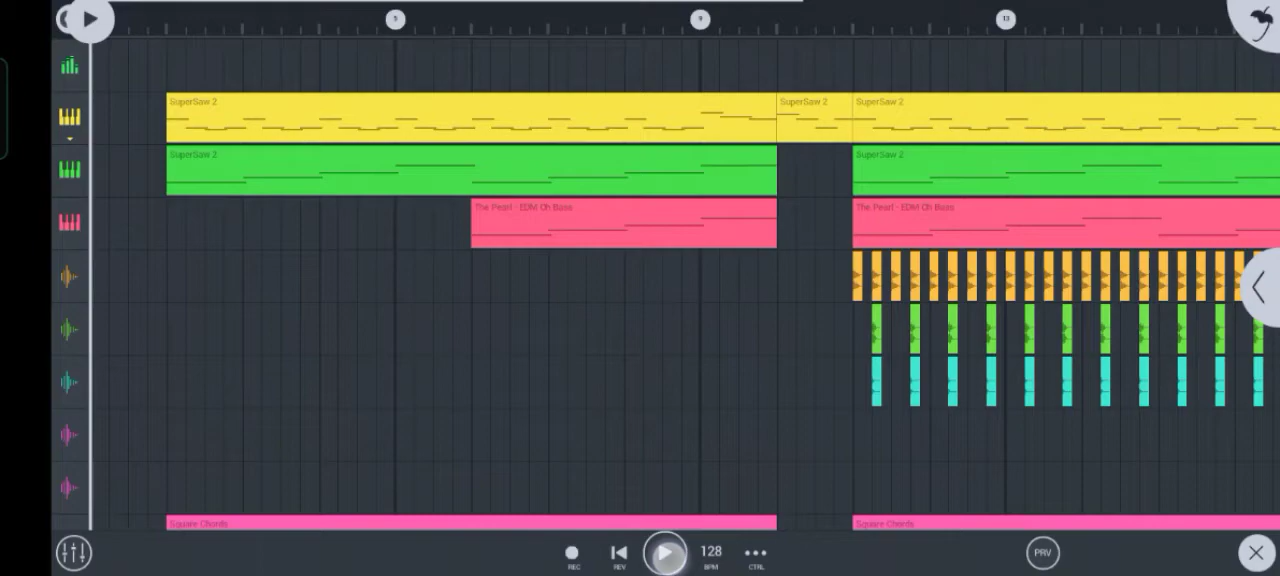 5
9
13
SuperSaw 2
SuperSaw 2
SuperSaw 2
SuperSaw 2
SuperSaw 2
The Pearl - EDM Oh Bass
The Pearl - EDM Oh Bass
Square Chords
Square Chords
128
PRV
REC
REV
BPM
CTRL